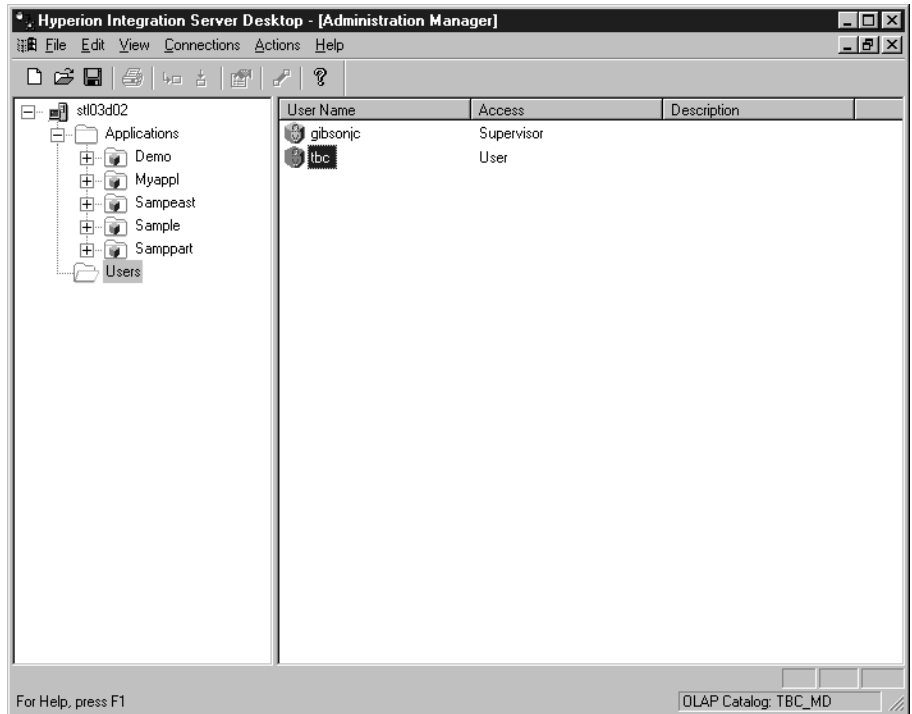 Hyperion Integration Server Desktop - [Administration Manager]
File Edit View Connections Actions Help
stl03d02
Applications
Demo
Myappl
Sampeast
Sample
Samppart
Users
User Name Access Description
gibsonjc Supervisor
tbc User
For Help, press F1 OLAP Catalog: TBC_MD